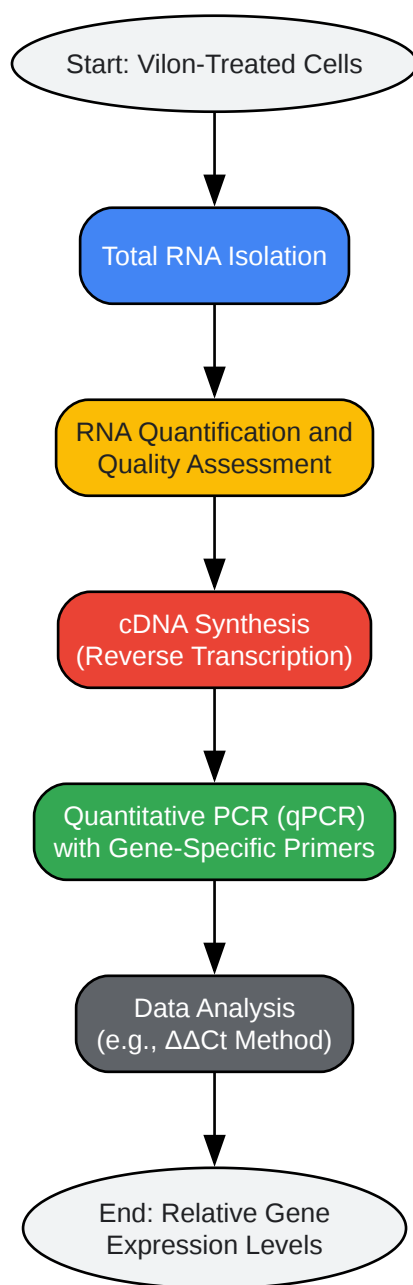 Start: Vilon-Treated Cells
Total RNA Isolation
RNA Quantification and
Quality Assessment
cDNA Synthesis
(Reverse Transcription)
Quantitative PCR (qPCR)
with Gene-Specific Primers
Data Analysis
(e.g., ΔΔCt Method)
End: Relative Gene
Expression Levels